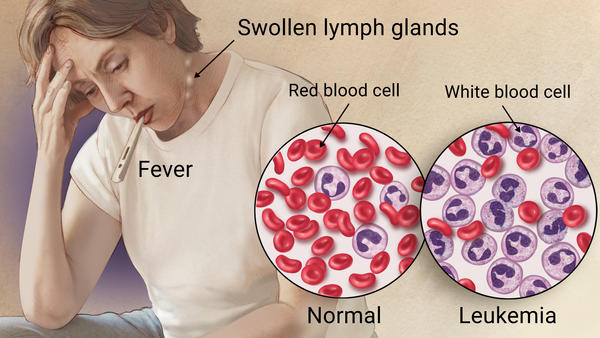 Swollen lymph glands
Red blood cell
White blood cell
Fever
Normal
Leukemia